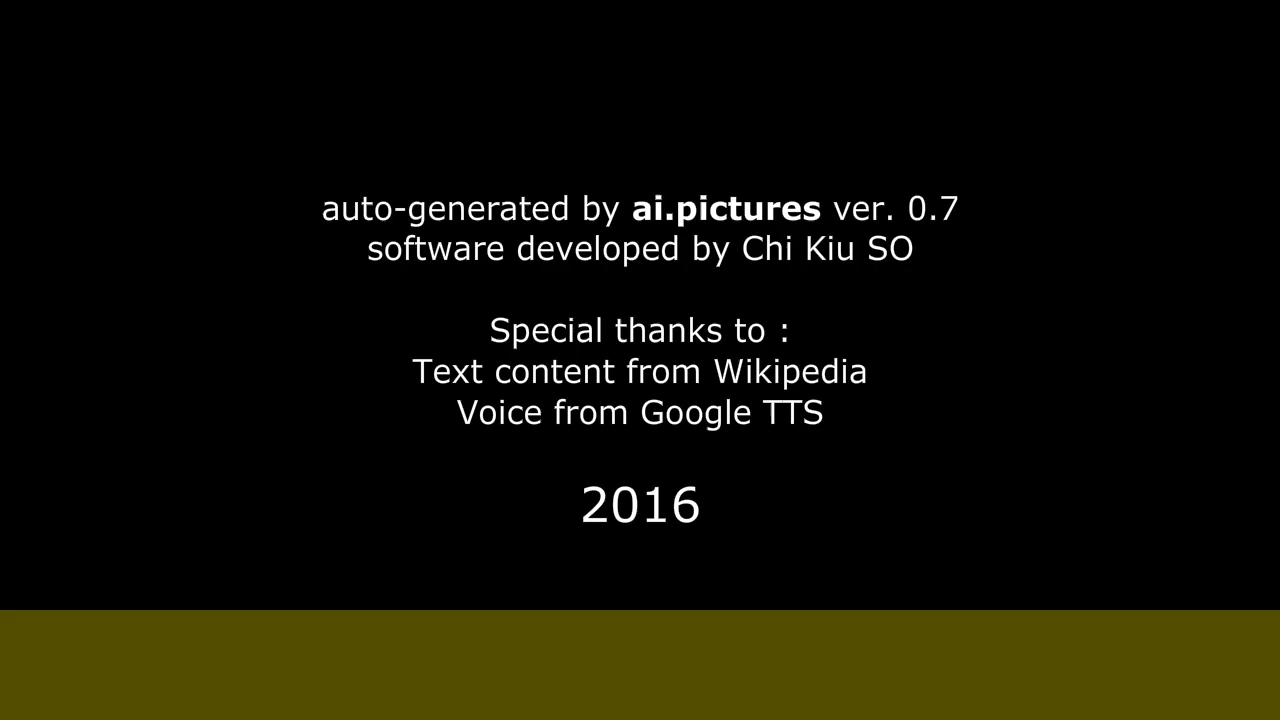 auto-generated by ai.pictures ver. 0.7
software developed by Chi Kiu SO
Special thanks to :
Text content from Wikipedia
Voice from Google TTS
2016